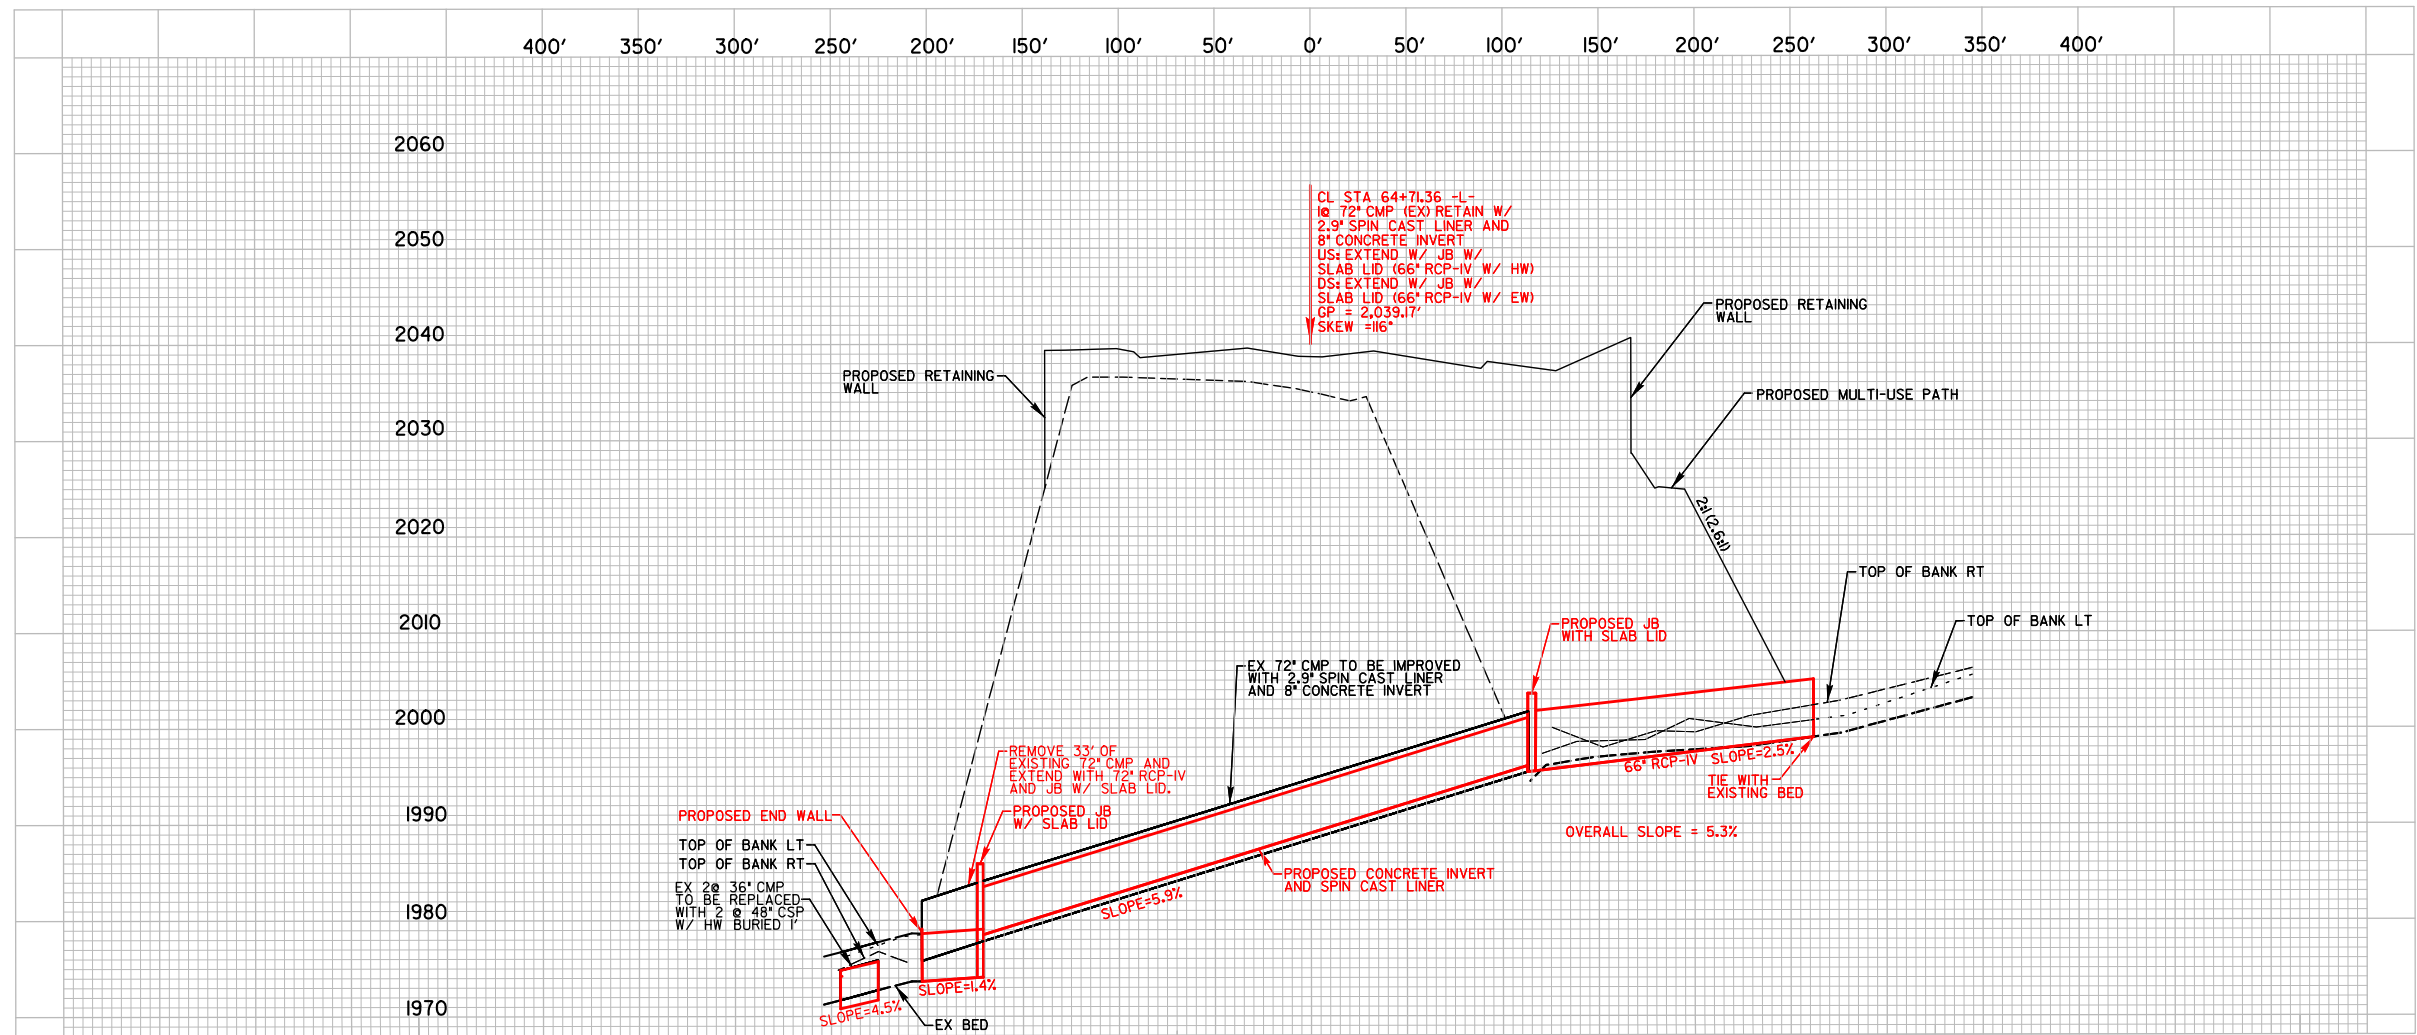 400' 350' 300' 250' 200' 150' 100' 50' 0' 50' 100' 150' 200' 250' 300' 350' 400'
2060
2050
2040
2030
2020
2010
2000
1990
1980
1970
CL STA 64+71.36 -L-
1@ 72" CMP (EX) RETAIN W/
2.9" SPIN CAST LINER AND
8" CONCRETE INVERT
US: EXTEND W/ JB W/
SLAB LID (66" RCP-IV W/ HW)
DS: EXTEND W/ JB W/
SLAB LID (66" RCP-IV W/ EW)
GP = 2,039.17'
SKEW =116°
PROPOSED RETAINING
WALL
PROPOSED RETAINING
WALL
PROPOSED MULTI-USE PATH
2:1 (2.6:1)
TOP OF BANK RT
TOP OF BANK LT
PROPOSED JB
WITH SLAB LID
EX 72" CMP TO BE IMPROVED
WITH 2.9" SPIN CAST LINER
AND 8" CONCRETE INVERT
REMOVE 33' OF
EXISTING 72" CMP AND
EXTEND WITH 72" RCP-IV
AND JB W/ SLAB LID.
PROPOSED JB
W/ SLAB LID
66" RCP-IV SLOPE=2.5%
TIE WITH
EXISTING BED
OVERALL SLOPE = 5.3%
PROPOSED END WALL
TOP OF BANK LT
TOP OF BANK RT
EX 2@ 36" CMP
TO BE REPLACED
WITH 2 @ 48" CSP
W/ HW BURIED 1'
PROPOSED CONCRETE INVERT
AND SPIN CAST LINER
SLOPE=5.9%
SLOPE=1.4%
SLOPE=4.5%
EX BED